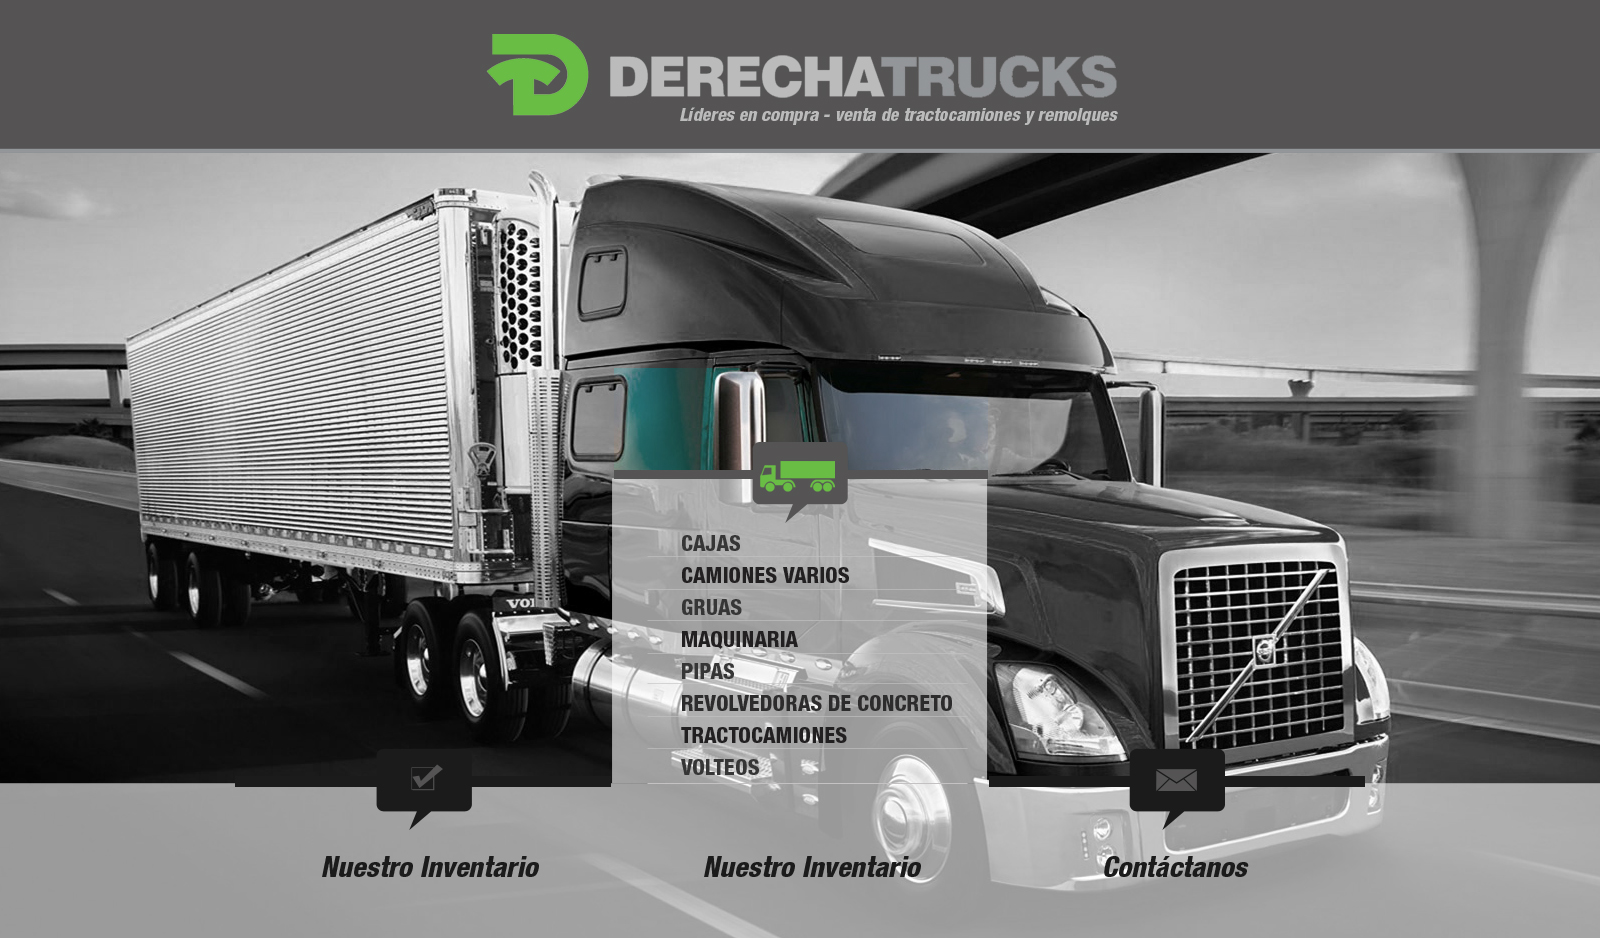 DERECHATRUCKS
Líderes en compra - venta de tractocamiones y remolques
CAJAS
CAMIONES VARIOS
GRUAS
MAQUINARIA
PIPAS
REVOLVEDORAS DE CONCRETO
TRACTOCAMIONES
VOLTEOS
Nuestro Inventario
Nuestro Inventario
Contáctanos